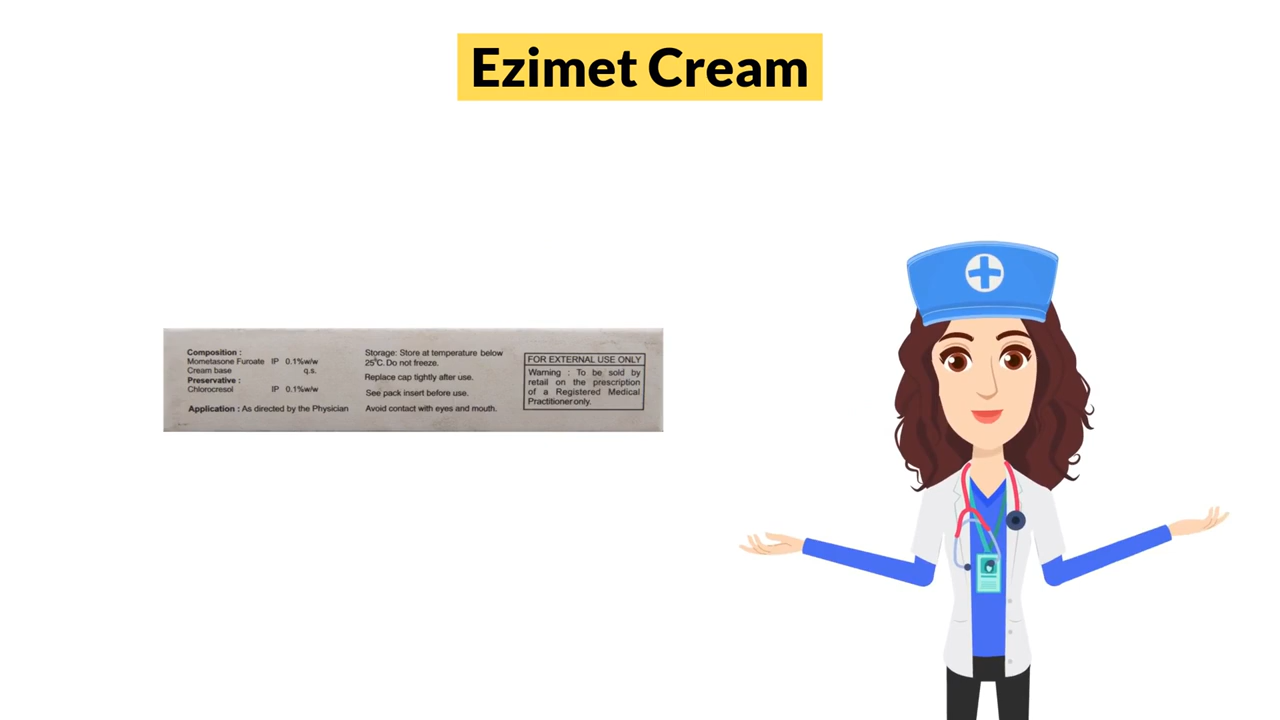 Ezimet Cream
Composition :
Mometasone Furoate IP 0.1%w/w
Cream base q.s.
Preservative :
Chlorocresol IP 0.1%w/w
Application : As directed by the Physician
Storage: Store at temperature below
25°C. Do not freeze.
Replace cap tightly after use.
See pack insert before use.
Avoid contact with eyes and mouth.
FOR EXTERNAL USE ONLY
Warning : To be sold by
retail on the prescription
of a Registered Medical
Practitioner only.